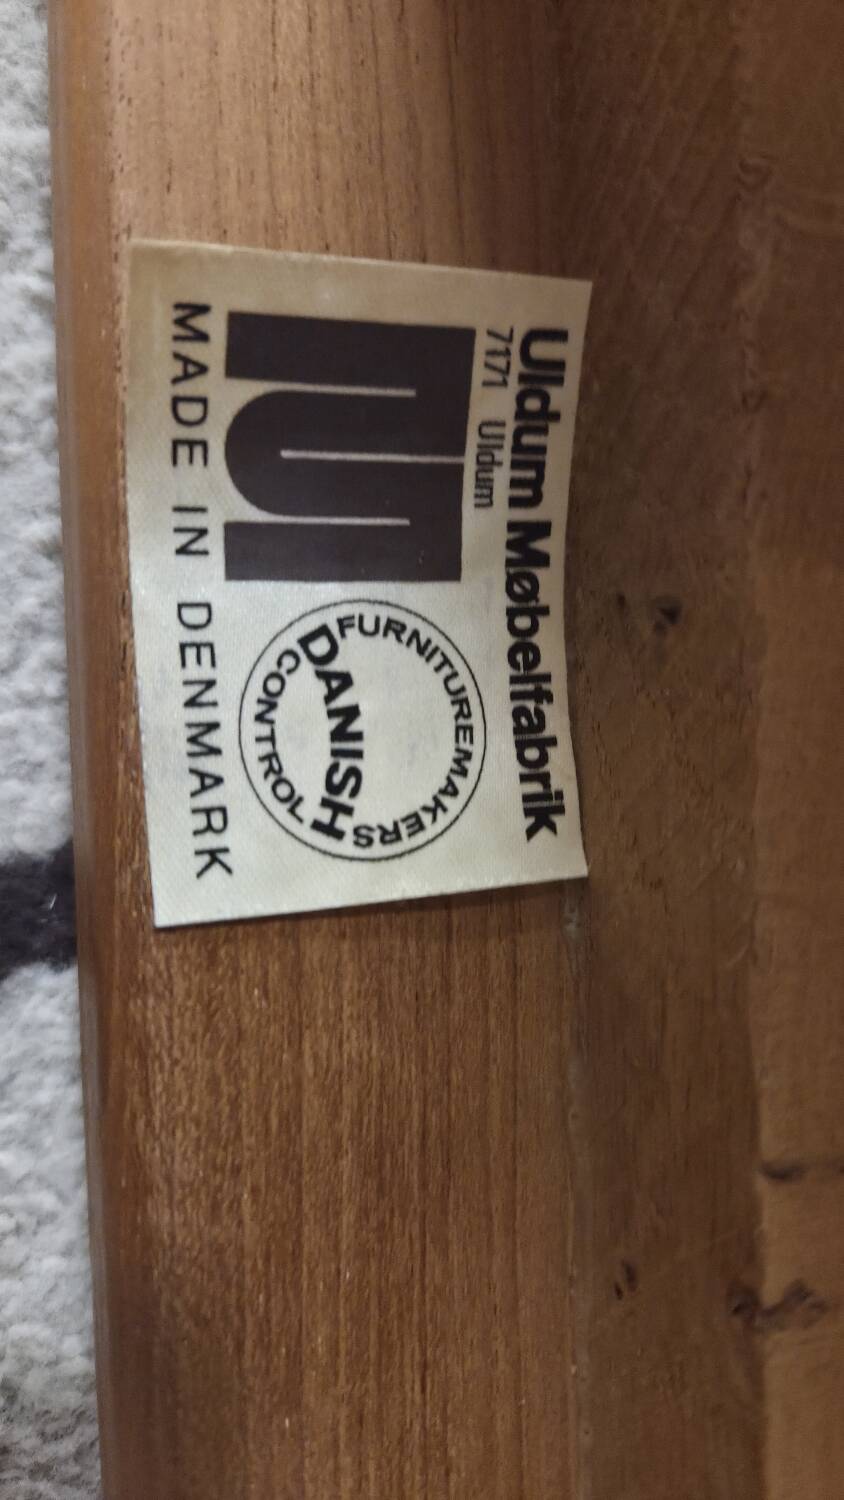 Uldum Møbelfabrik
7171 Uldum
FURNITUREMAKERS
DANISH
CONTROL
MADE IN DENMARK